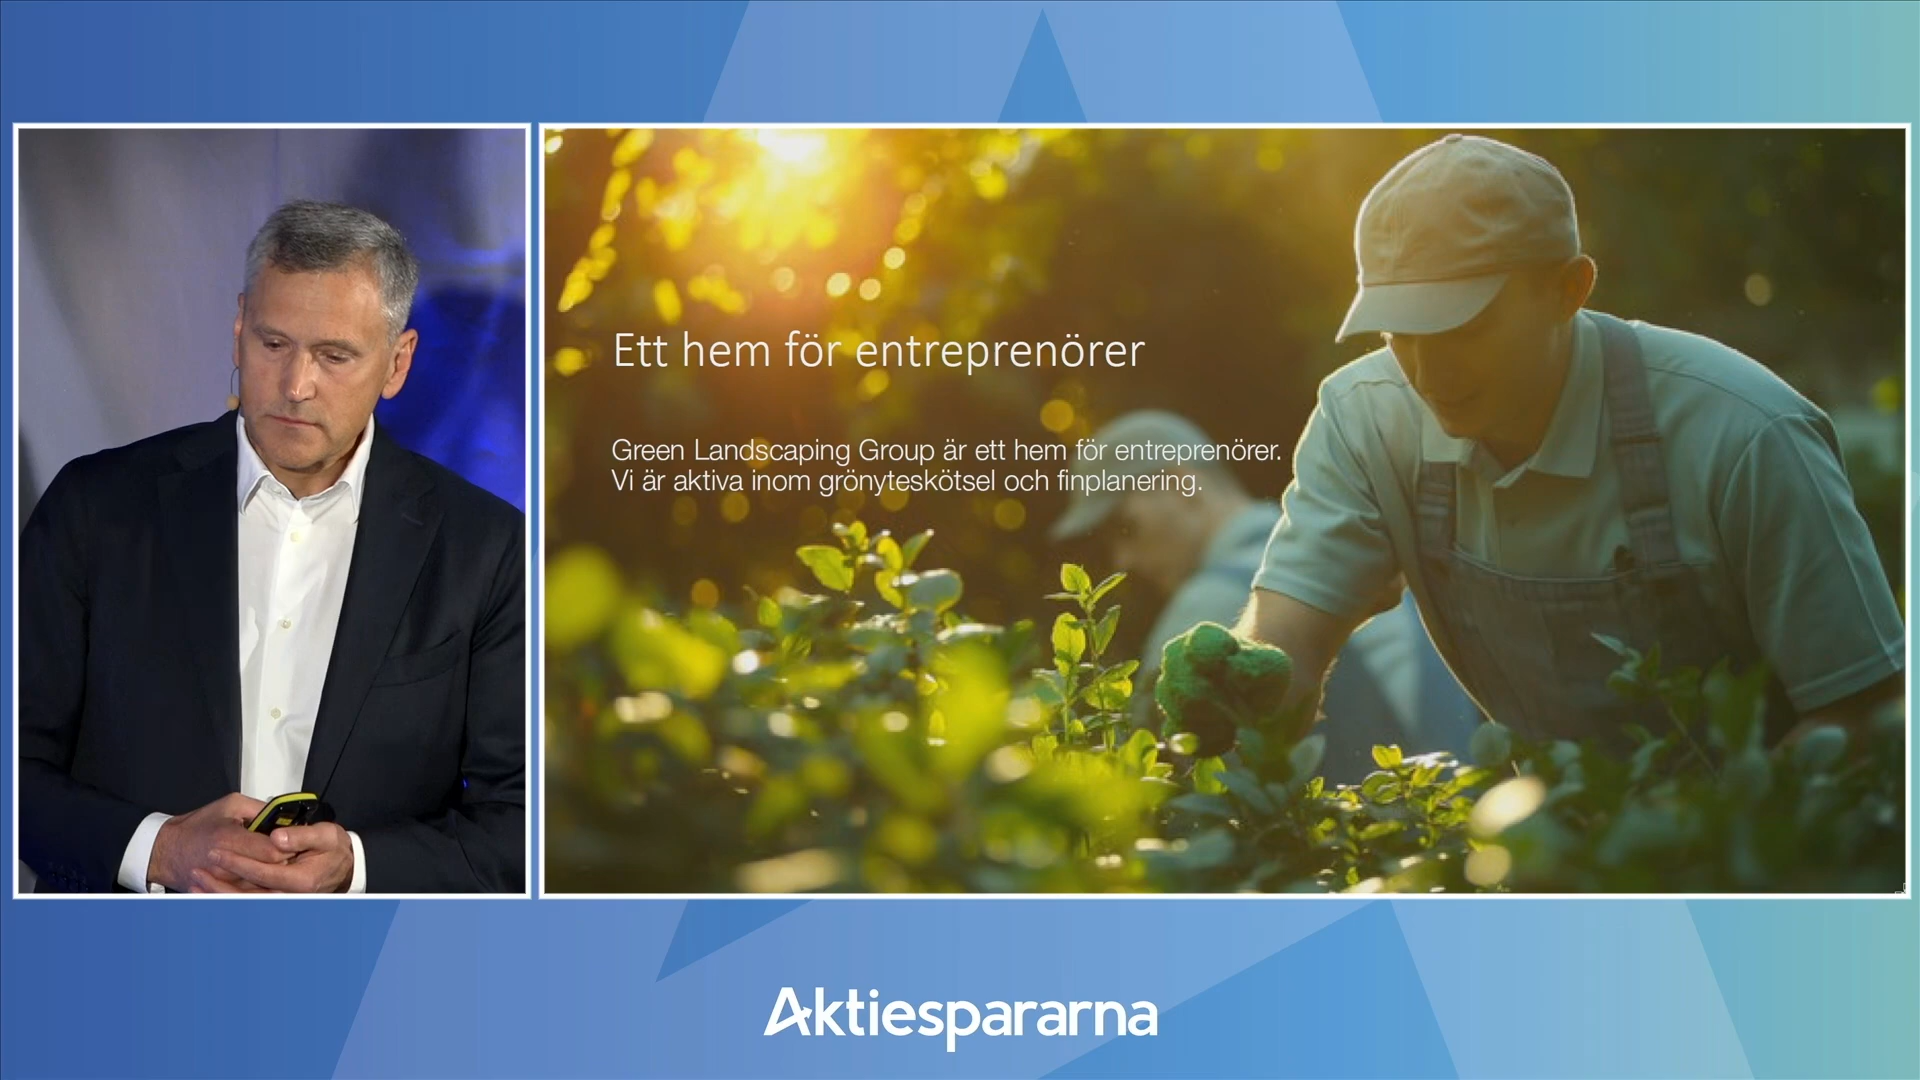 Ett hem för entreprenörer
Green Landscaping Group är ett hem för entreprenörer.
Vi är aktiva inom grönyteskötsel och finplanering.
Aktiespararna